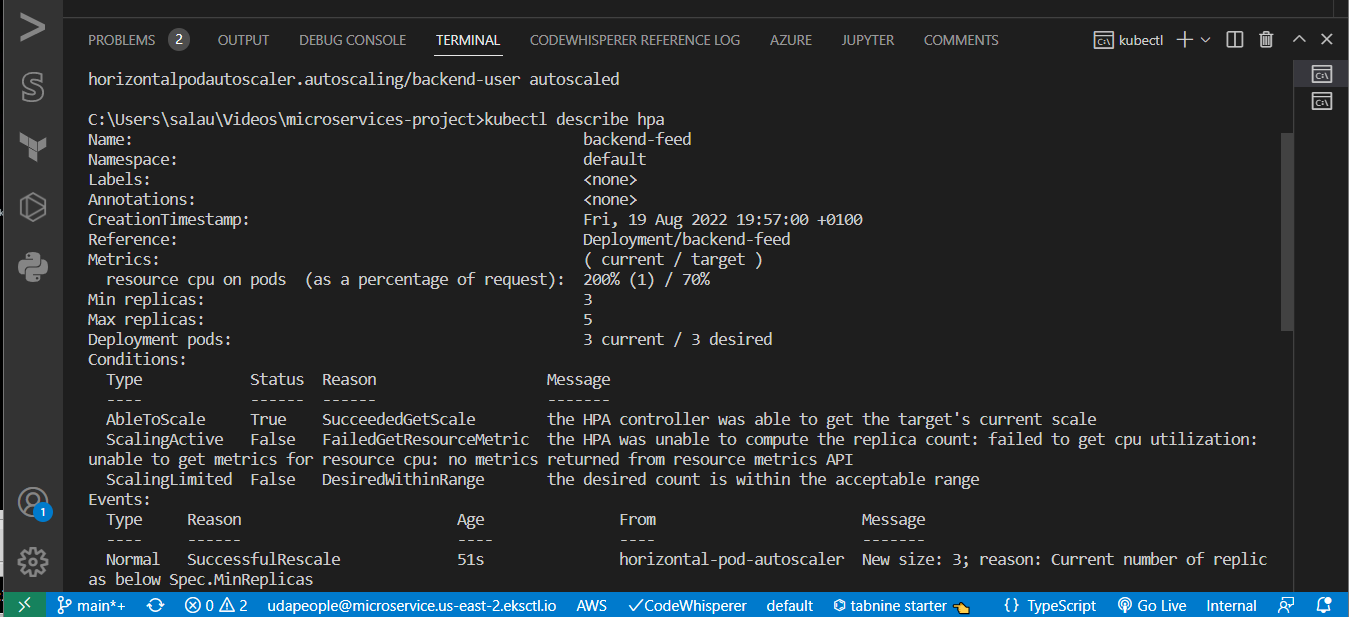 PROBLEMS 2 OUTPUT DEBUG CONSOLE TERMINAL CODEWHISPERER REFERENCE LOG AZURE JUPYTER COMMENTS kubectl
horizontalpodautoscaler.autoscaling/backend-user autoscaled
C:\Users\salau\Videos\microservices-project>kubectl describe hpa
Name: backend-feed
Namespace: default
Labels: <none>
Annotations: <none>
CreationTimestamp: Fri, 19 Aug 2022 19:57:00 +0100
Reference: Deployment/backend-feed
Metrics: ( current / target )
resource cpu on pods (as a percentage of request): 200% (1) / 70%
Min replicas: 3
Max replicas: 5
Deployment pods: 3 current / 3 desired
Conditions:
Type Status Reason Message
---- ------ ------ -------
AbleToScale True SucceededGetScale the HPA controller was able to get the target's current scale
ScalingActive False FailedGetResourceMetric the HPA was unable to compute the replica count: failed to get cpu utilization:
unable to get metrics for resource cpu: no metrics returned from resource metrics API
ScalingLimited False DesiredWithinRange the desired count is within the acceptable range
Events:
Type Reason Age From Message
---- ------ ---- ---- -------
Normal SuccessfulRescale 51s horizontal-pod-autoscaler New size: 3; reason: Current number of replic
as below Spec.MinReplicas
1
main*+ 0 2 udapeople@microservice.us-east-2.eksctl.io AWS CodeWhisperer default tabnine starter {} TypeScript Go Live Internal